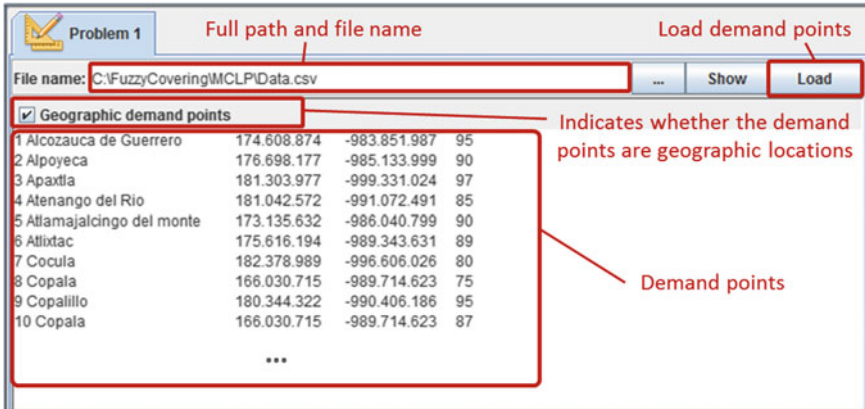 Problem 1
Full path and file name
Load demand points
File name: C:\FuzzyCovering\MCLP\Data.csv ... Show Load
Geographic demand points
Indicates whether the demand
points are geographic locations
1 Alcozauca de Guerrero 174.608.874 -983.851.987 95
2 Alpoyeca 176.698.177 -985.133.999 90
3 Apaxtla 181.303.977 -999.331.024 97
4 Atenango del Rio 181.042.572 -991.072.491 85
5 Atlamajalcingo del monte 173.135.632 -986.040.799 90
6 Atlixtac 175.616.194 -989.343.631 89
7 Cocula 182.378.989 -996.606.026 80
8 Copala 166.030.715 -989.714.623 75
9 Copalillo 180.344.322 -990.406.186 95
10 Copala 166.030.715 -989.714.623 87
...
Demand points